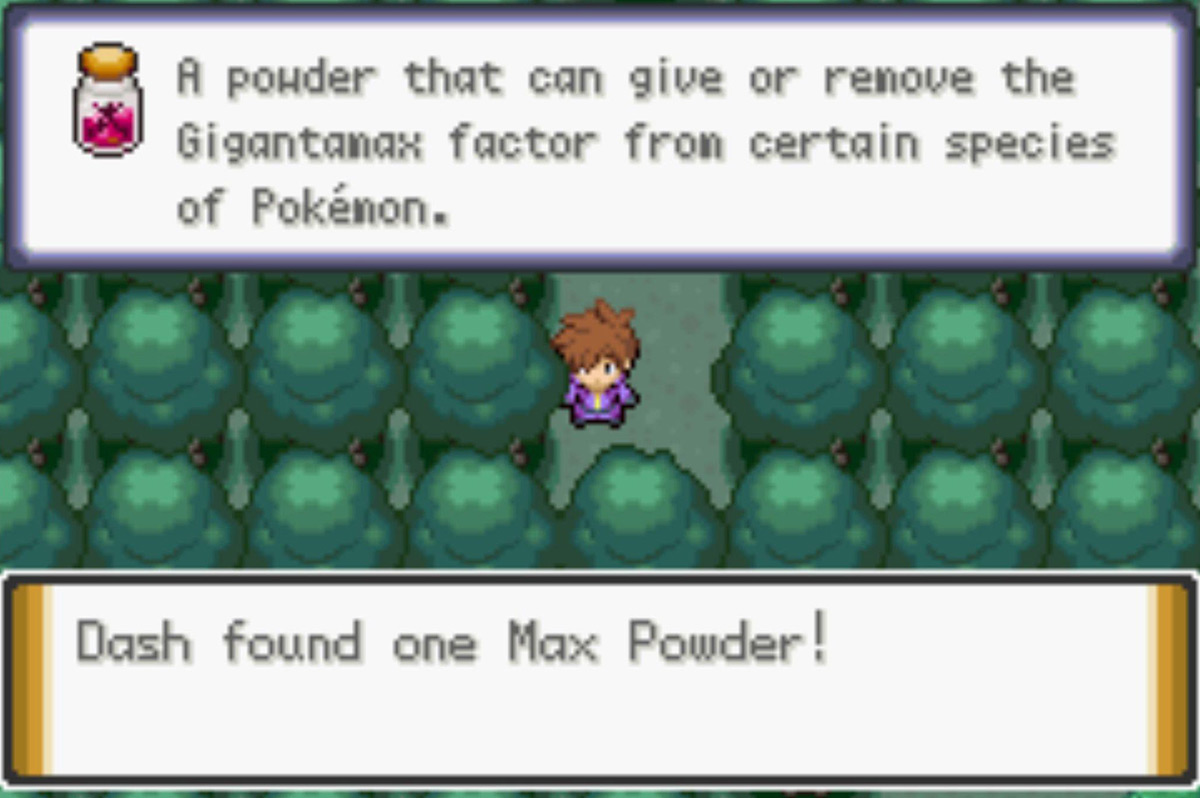 A powder that can give or remove the
Gigantamax factor from certain species
of Pokémon.
Dash found one Max Powder!